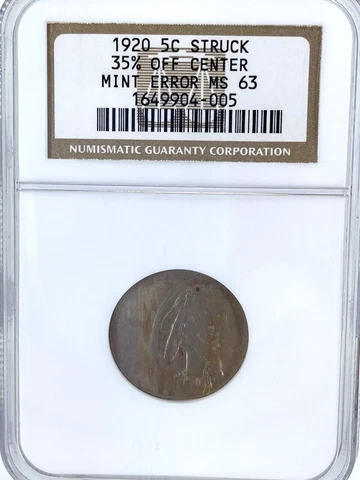 1920 5C STRUCK
35% OFF CENTER
MINT ERROR MS 63
1649904-005
NUMISMATIC GUARANTY CORPORATION